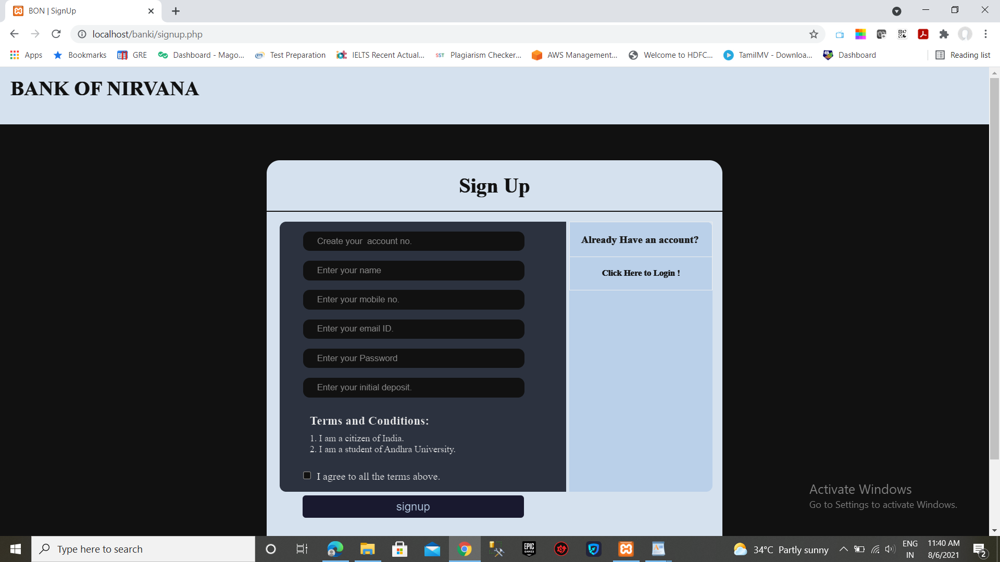 BON | SignUp
localhost/banki/signup.php
Apps Bookmarks GRE Dashboard - Mago... Test Preparation IELTS Recent Actual... SST Plagiarism Checker... AWS Management... Welcome to HDFC... TamilMV - Downloa... Dashboard Reading list
BANK OF NIRVANA
Sign Up
Create your  account no.
Already Have an account?
Enter your name
Click Here to Login !
Enter your mobile no.
Enter your email ID.
Enter your Password
Enter your initial deposit.
Terms and Conditions:
1. I am a citizen of India.
2. I am a student of Andhra University.
I agree to all the terms above.
signup
Activate Windows
Go to Settings to activate Windows.
Type here to search
EPIC
GAMES
34°C Partly sunny
ENG
IN
11:40 AM
8/6/2021
2